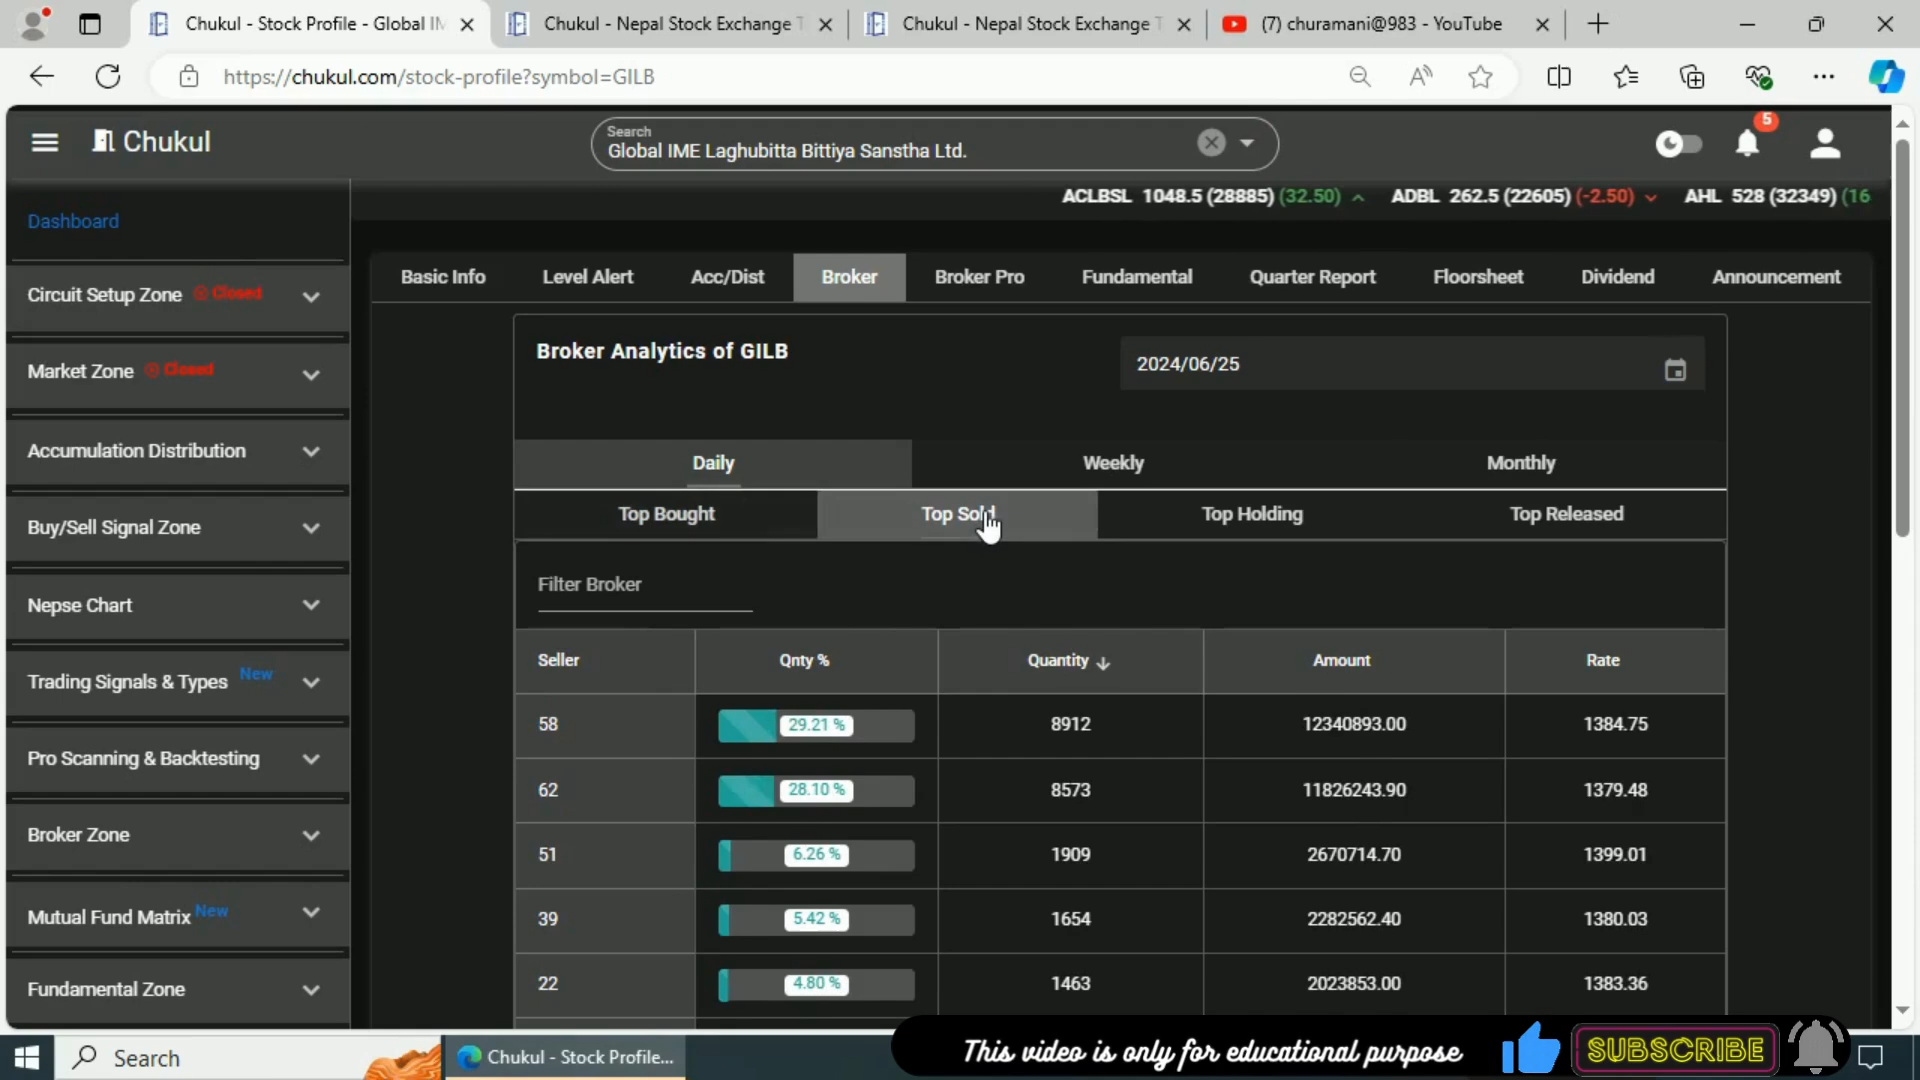 Chukul - Stock Profile - Global IM
Chukul - Nepal Stock Exchange T
Chukul - Nepal Stock Exchange T
(7) churamani@983 - YouTube
https://chukul.com/stock-profile?symbol=GILB
Chukul
Search
Global IME Laghubitta Bittiya Sanstha Ltd.
5
ACLBSL 1048.5 (28885) (32.50) ADBL 262.5 (22605) (-2.50) AHL 528 (32349) (16
Dashboard
Circuit Setup Zone Closed
Market Zone Closed
Accumulation Distribution
Buy/Sell Signal Zone
Nepse Chart
Trading Signals & Types New
Pro Scanning & Backtesting
Broker Zone
Mutual Fund Matrix New
Fundamental Zone
Basic Info Level Alert Acc/Dist Broker Broker Pro Fundamental Quarter Report Floorsheet Dividend Announcement
Broker Analytics of GILB
2024/06/25
Daily Weekly Monthly
Top Bought Top Sold Top Holding Top Released
Filter Broker
Seller Qnty % Quantity Amount Rate
58 29.21 % 8912 12340893.00 1384.75
62 28.10 % 8573 11826243.90 1379.48
51 6.26 % 1909 2670714.70 1399.01
39 5.42 % 1654 2282562.40 1380.03
22 4.80 % 1463 2023853.00 1383.36
Search
Chukul - Stock Profile...
This video is only for educational purpose
SUBSCRIBE